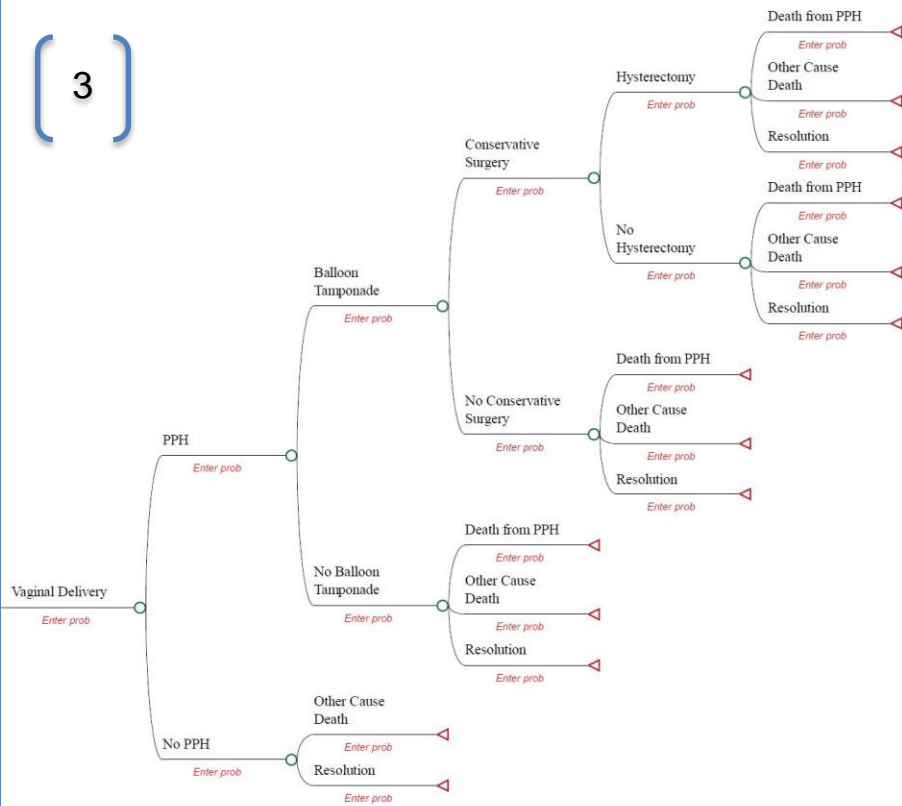 3
Death from PPH
Enter prob
Other Cause
Death
Enter prob
Resolution
Enter prob
Hysterectomy
Enter prob
Conservative
Surgery
Enter prob
Death from PPH
Enter prob
Other Cause
Death
Enter prob
Resolution
Enter prob
No
Hysterectomy
Enter prob
Balloon
Tamponade
Enter prob
Death from PPH
Enter prob
Other Cause
Death
Enter prob
Resolution
Enter prob
No Conservative
Surgery
Enter prob
PPH
Enter prob
Death from PPH
Enter prob
Other Cause
Death
Enter prob
Resolution
Enter prob
No Balloon
Tamponade
Enter prob
Vaginal Delivery
Enter prob
Other Cause
Death
Enter prob
Resolution
Enter prob
No PPH
Enter prob